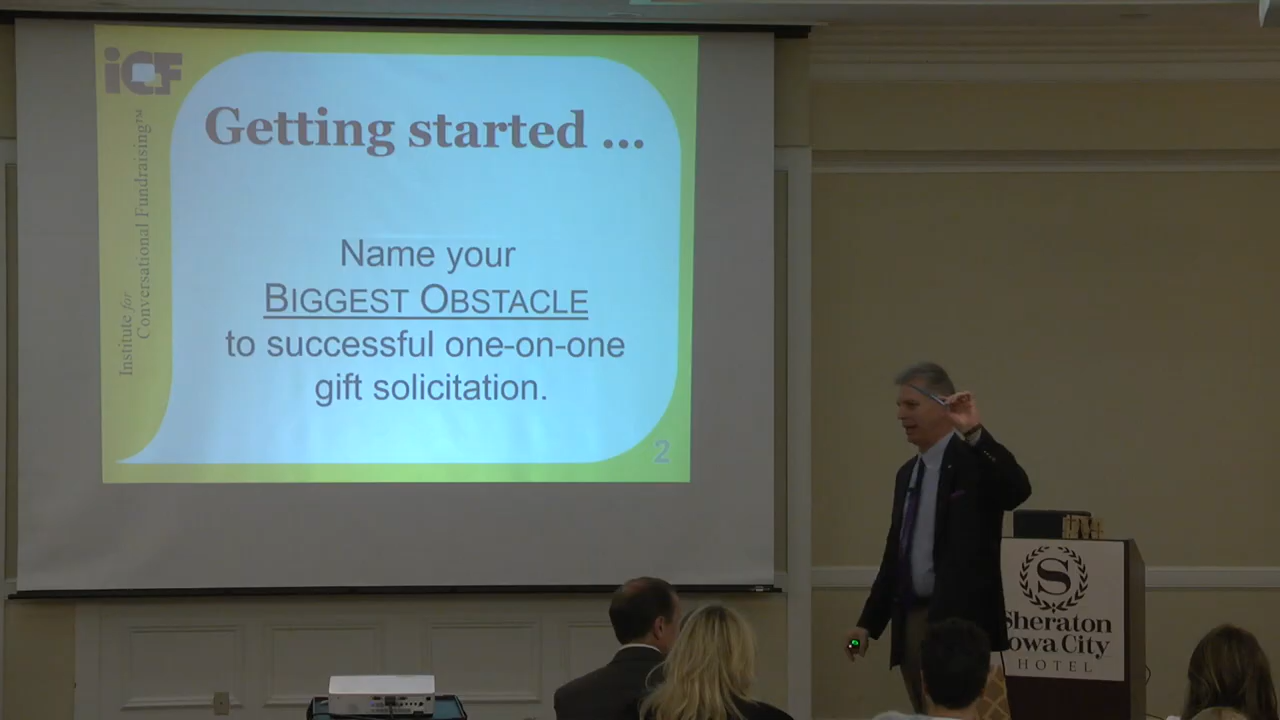 iCF
Institute for
Conversational Fundraising™
Getting started ...
Name your
BIGGEST OBSTACLE
to successful one-on-one
gift solicitation.
2
S
Sheraton
Iowa City
HOTEL